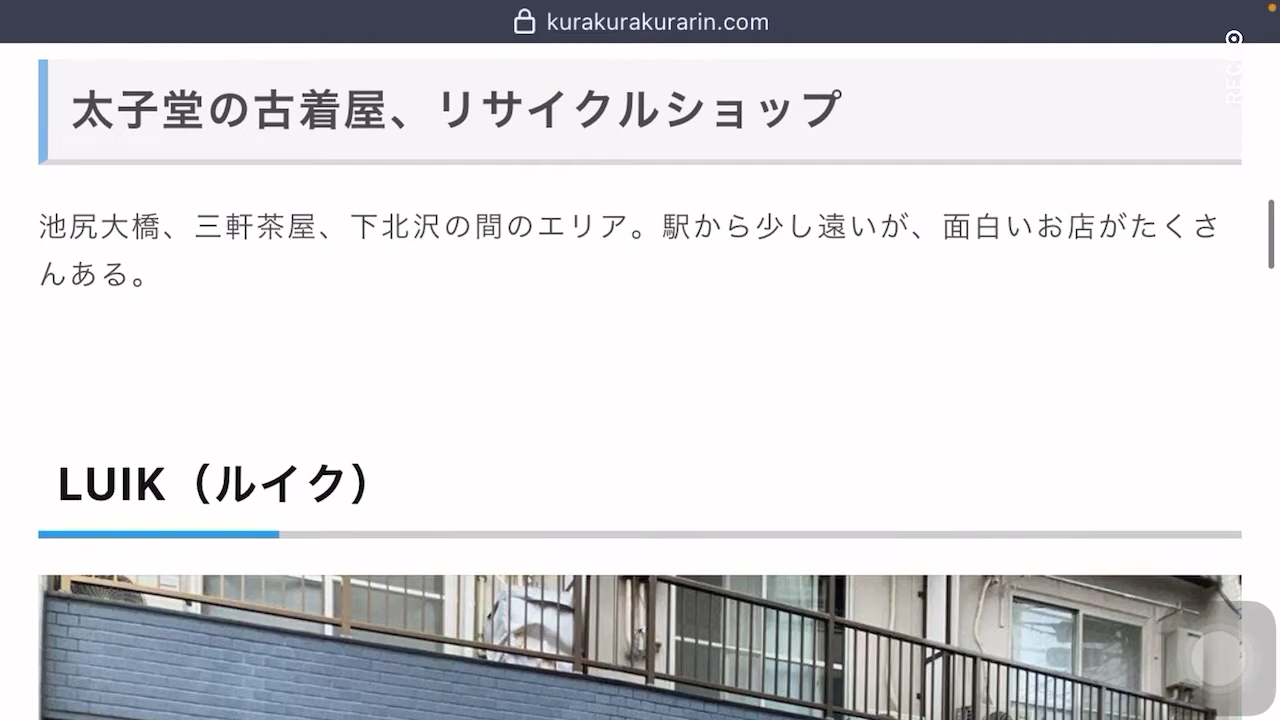 kurakurakurarin.com
REC
太子堂の古着屋、リサイクルショップ
池尻大橋、三軒茶屋、下北沢の間のエリア。駅から少し遠いが、面白いお店がたくさ
んある。
LUIK（ルイク）